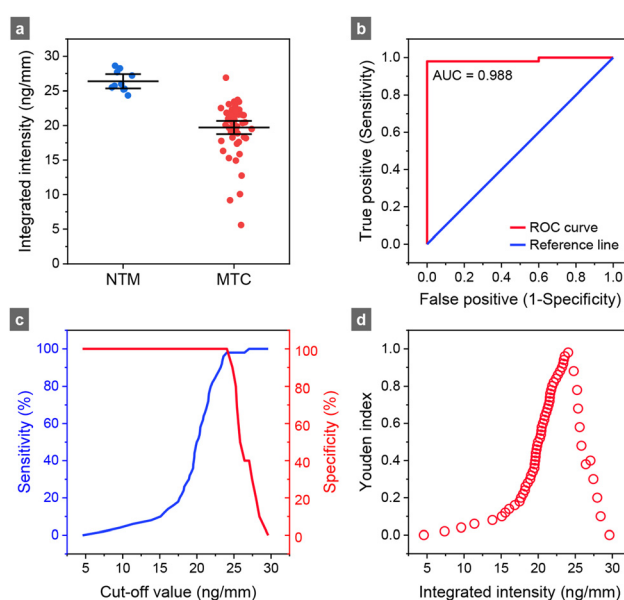 a
Integrated intensity (ng/mm)
30
25
20
15
10
5
0
NTM
MTC
b
True positive (Sensitivity)
1.0
0.8
0.6
0.4
0.2
0.0
AUC = 0.988
ROC curve
Reference line
0.0 0.2 0.4 0.6 0.8 1.0
False positive (1-Specificity)
c
Sensitivity (%)
100
80
60
40
20
0
100
80
60
40
20
0
Specificity (%)
5 10 15 20 25 30
Cut-off value (ng/mm)
d
Youden index
1.0
0.8
0.6
0.4
0.2
0.0
5 10 15 20 25 30
Integrated intensity (ng/mm)